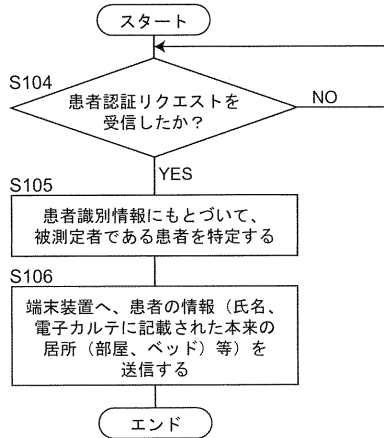 スタート
S104
患者認証リクエストを
受信したか？
NO
YES
S105
患者識別情報にもとづいて、
被測定者である患者を特定する
S106
端末装置へ、患者の情報（氏名、
電子カルテに記載された本来の
居所（部屋、ベッド）等）を
送信する
エンド